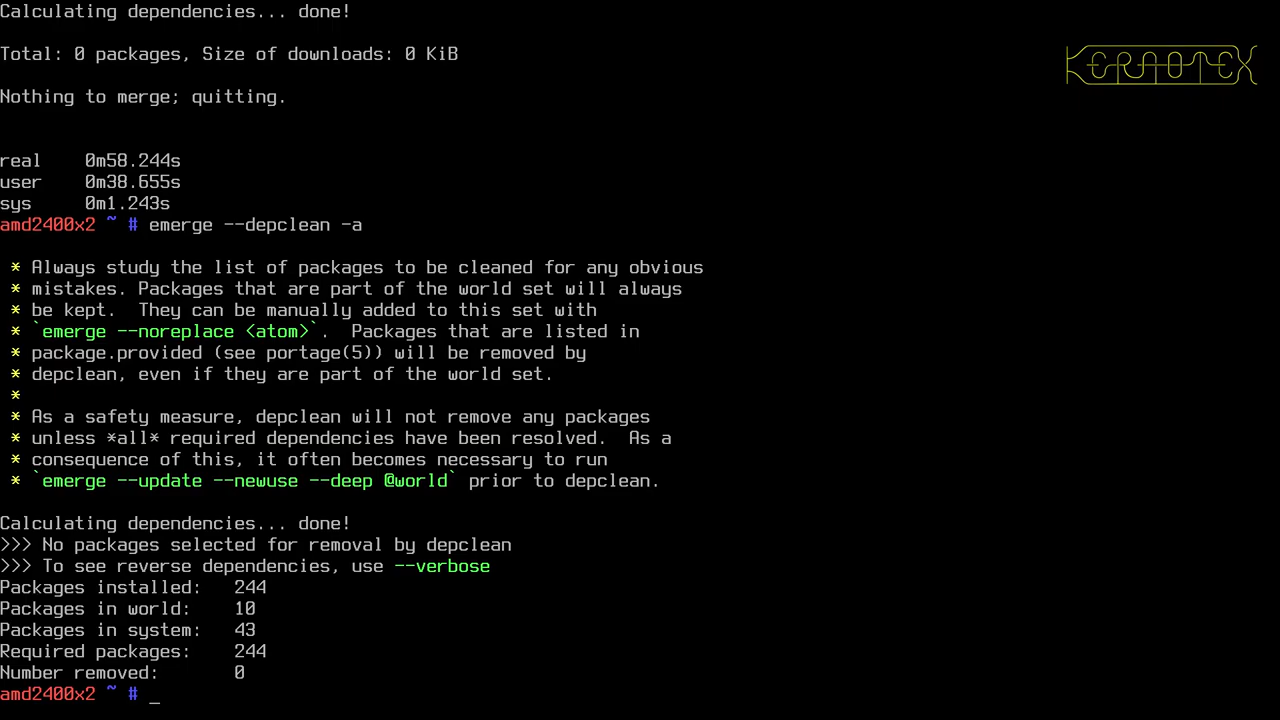 Calculating dependencies... done!
KERNOTEX
Total: 0 packages, Size of downloads: 0 KiB
Nothing to merge; quitting.
real    0m58.244s
user    0m38.655s
sys     0m1.243s
amd2400x2 ~ # emerge --depclean -a
 * Always study the list of packages to be cleaned for any obvious
 * mistakes. Packages that are part of the world set will always
 * be kept.  They can be manually added to this set with
 * `emerge --noreplace <atom>`.  Packages that are listed in
 * package.provided (see portage(5)) will be removed by
 * depclean, even if they are part of the world set.
 *
 * As a safety measure, depclean will not remove any packages
 * unless *all* required dependencies have been resolved.  As a
 * consequence of this, it often becomes necessary to run
 * `emerge --update --newuse --deep @world` prior to depclean.
Calculating dependencies... done!
>>> No packages selected for removal by depclean
>>> To see reverse dependencies, use --verbose
Packages installed:   244
Packages in world:    10
Packages in system:   43
Required packages:    244
Number removed:       0
amd2400x2 ~ # _